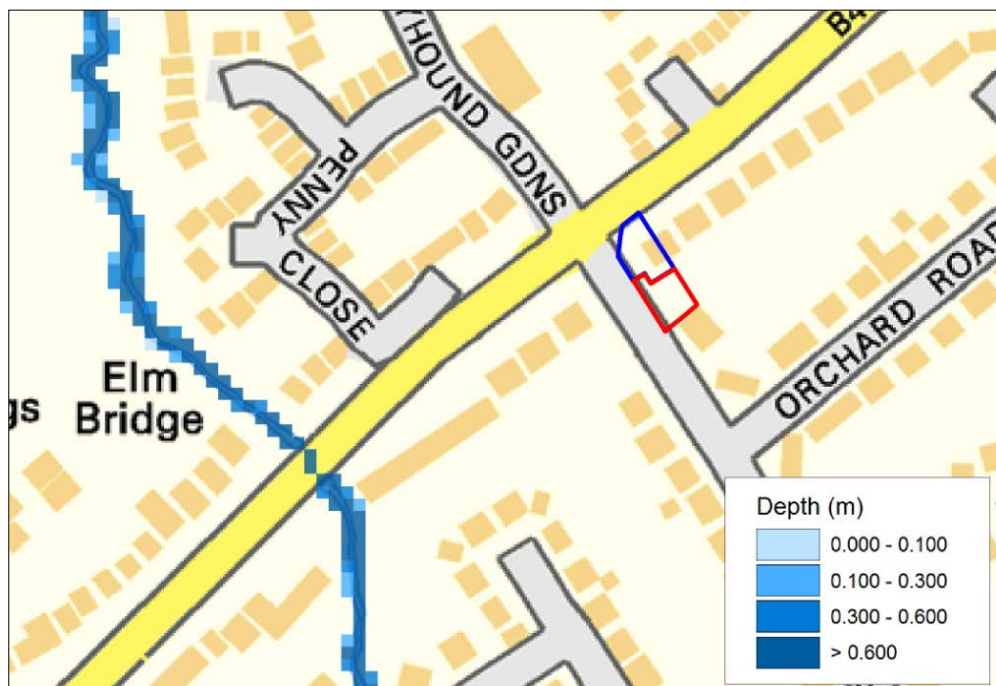 YHOUND GDNS
B4
PENNY
CLOSE
Elm
Bridge
gs
ORCHARD ROAD
Depth (m)
0.000 - 0.100
0.100 - 0.300
0.300 - 0.600
> 0.600